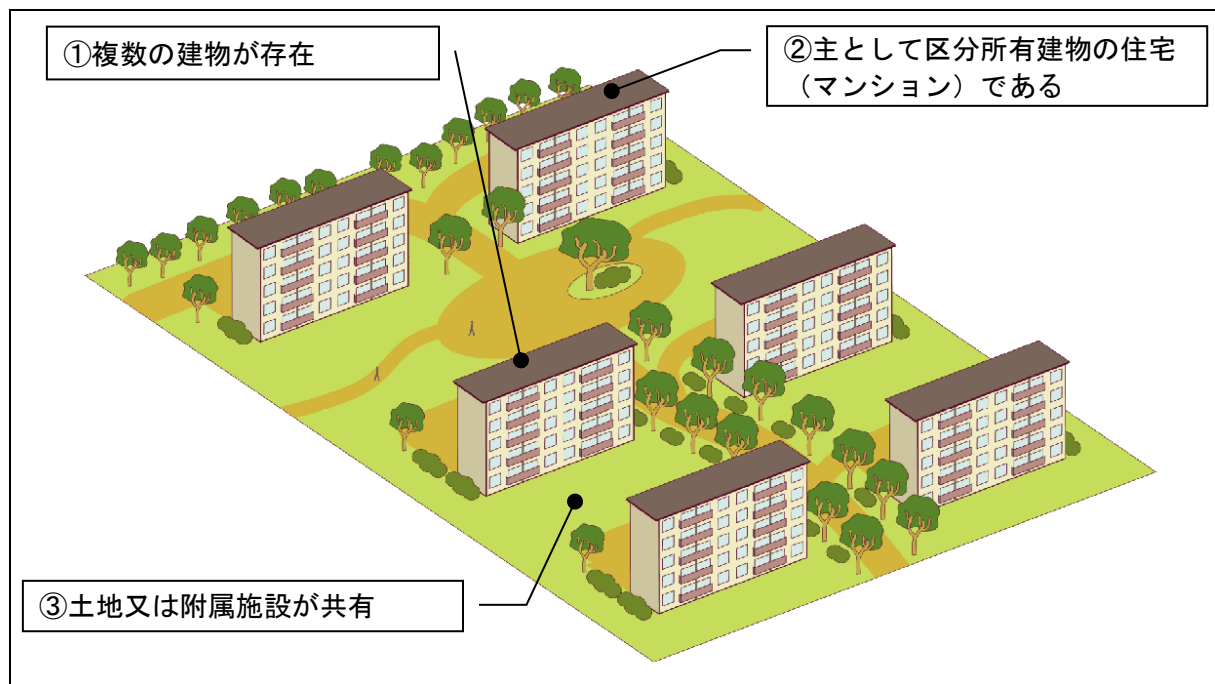 ①複数の建物が存在
②主として区分所有建物の住宅
（マンション）である
③土地又は附属施設が共有